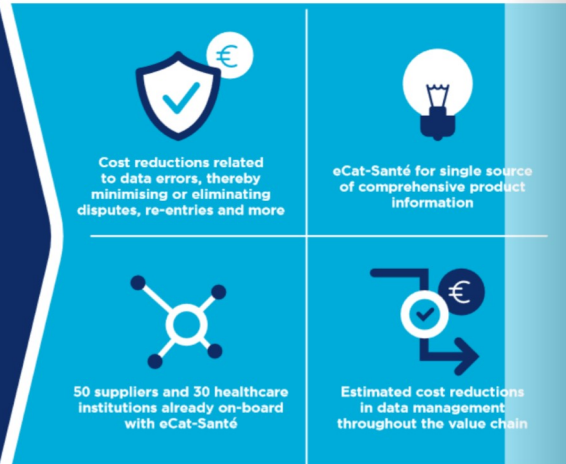 €
Cost reductions related
to data errors, thereby
minimising or eliminating
disputes, re-entries and more
eCat-Santé for single source
of comprehensive product
information
50 suppliers and 30 healthcare
institutions already on-board
with eCat-Santé
€
Estimated cost reductions
in data management
throughout the value chain